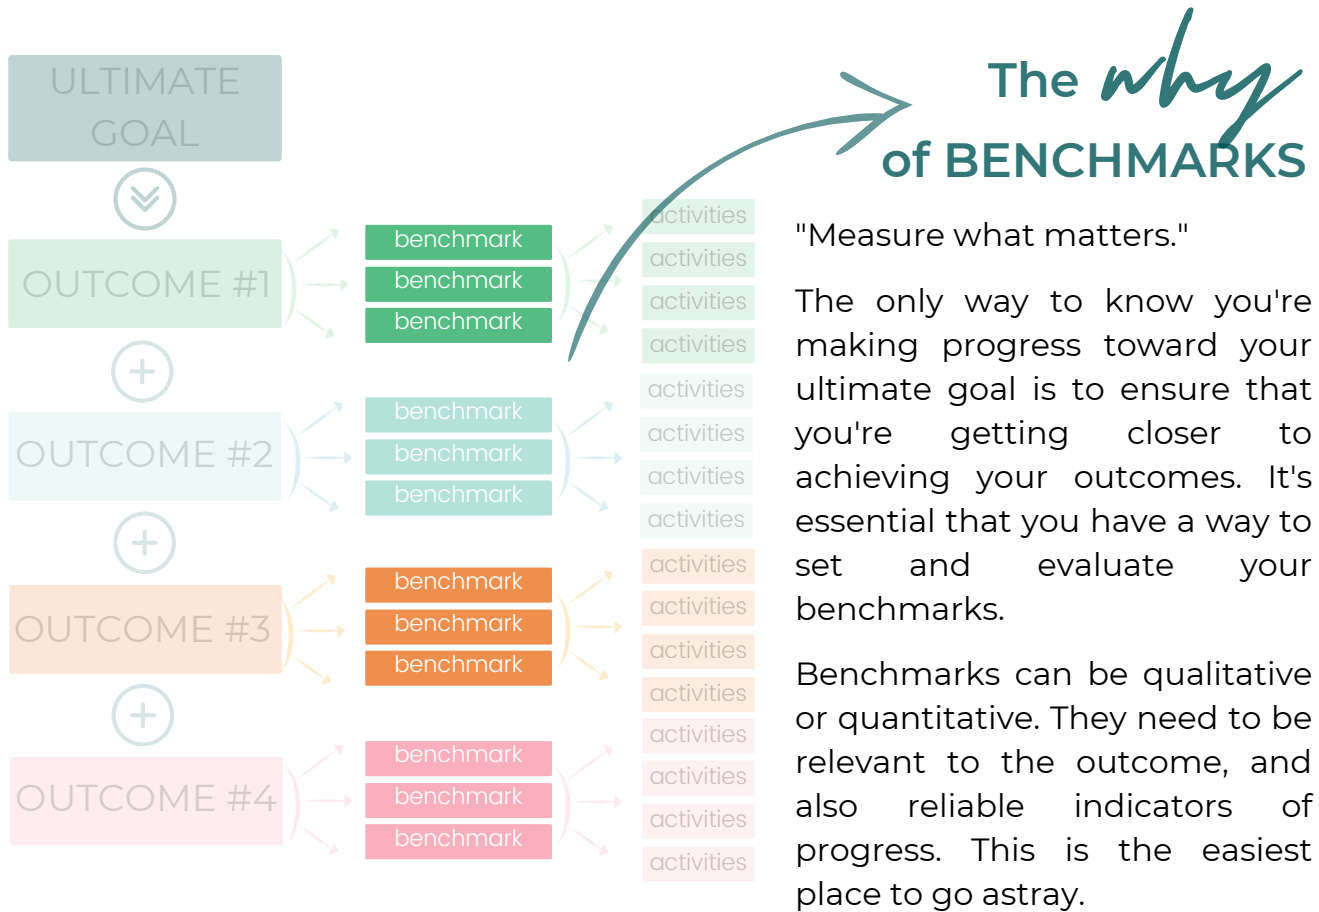 ULTIMATE
GOAL
OUTCOME #1
benchmark
benchmark
benchmark
activities
activities
activities
activities
OUTCOME #2
benchmark
benchmark
benchmark
activities
activities
activities
activities
OUTCOME #3
benchmark
benchmark
benchmark
activities
activities
activities
activities
OUTCOME #4
benchmark
benchmark
benchmark
activities
activities
activities
activities
The why
of BENCHMARKS
"Measure what matters."
The only way to know you're
making progress toward your
ultimate goal is to ensure that
you're getting closer to
achieving your outcomes. It's
essential that you have a way to
set and evaluate your
benchmarks.
Benchmarks can be qualitative
or quantitative. They need to be
relevant to the outcome, and
also reliable indicators of
progress. This is the easiest
place to go astray.